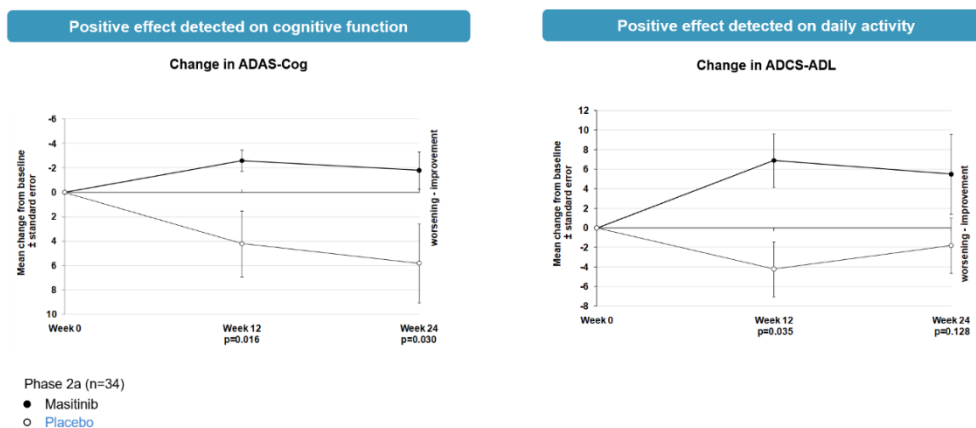 Positive effect detected on cognitive function
Change in ADAS-Cog
Mean change from baseline
± standard error
-6
-4
-2
0
2
4
6
8
10
worsening - improvement
Week 0
Week 12
p=0.016
Week 24
p=0.030
Phase 2a (n=34)
Masitinib
Placebo
Positive effect detected on daily activity
Change in ADCS-ADL
Mean change from baseline
± standard error
12
10
8
6
4
2
0
-2
-4
-6
-8
worsening - improvement
Week 0
Week 12
p=0.035
Week 24
p=0.128